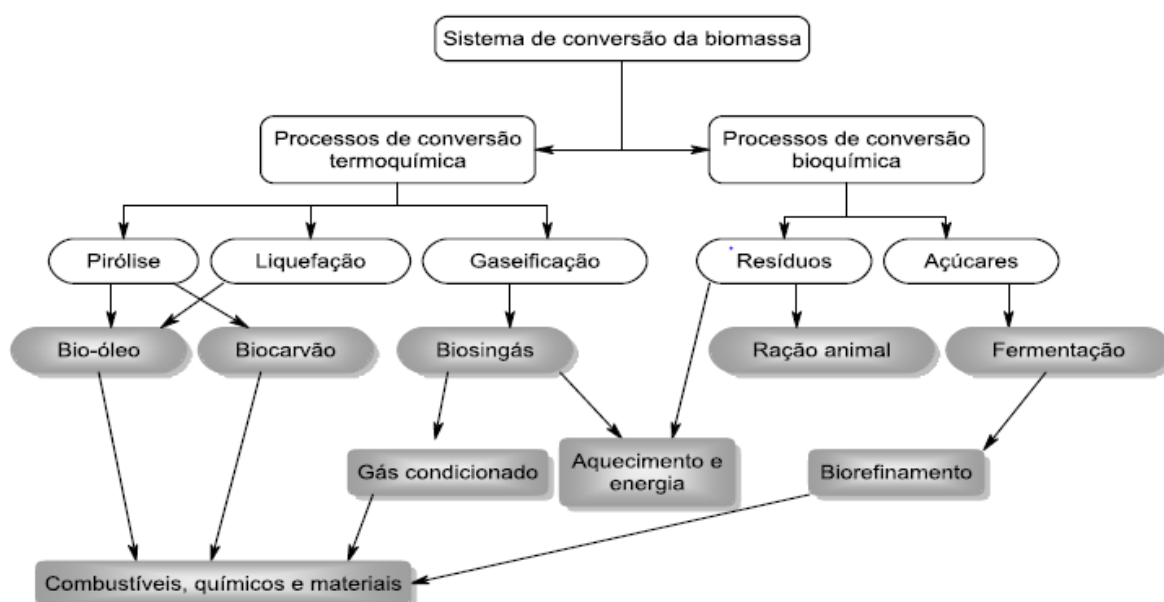 Sistema de conversão da biomassa
Processos de conversão
termoquímica
Processos de conversão
bioquímica
Pirólise
Liquefação
Gaseificação
Resíduos
Açúcares
Bio-óleo
Biocarvão
Biosingás
Ração animal
Fermentação
Gás condicionado
Aquecimento e
energia
Biorefinamento
Combustíveis, químicos e materiais